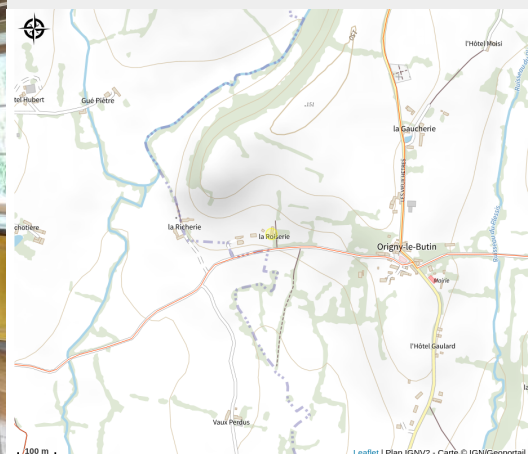 l'Hôtel Moisi
tel Hubert
Gué Piètre
la Gaucherie
chotière
la Richerie
la Roiserie
Origny-le-Butin
Mairie
l'Hôtel Gaulard
Vaux Perdus
100 m
Leaflet | Plan IGNV2 - Carte © IGN/Geoportail